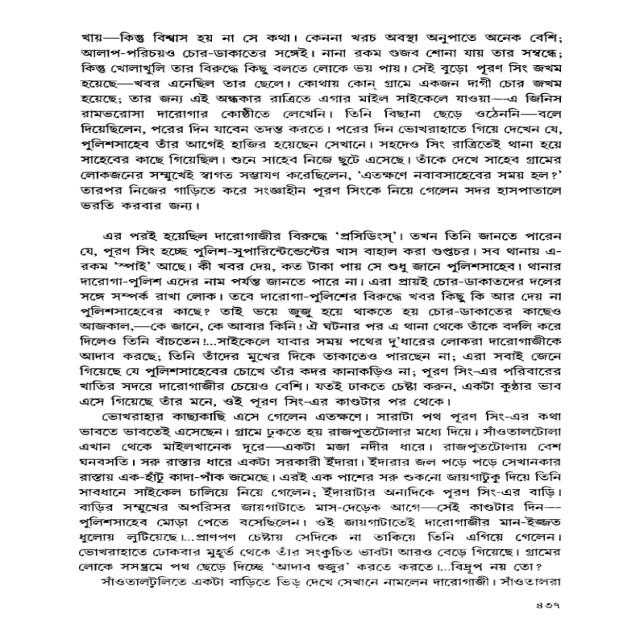 খায়—কিন্তু বিশ্বাস হয় না সে কথা। কেননা খরচ অবস্থা অনুপাতে অনেক বেশি;
আলাপ-পরিচয়ও চোর-ডাকাতের সঙ্গেই। নানা রকম গুজব শোনা যায় তার সম্বন্ধে;
কিন্তু খোলাখুলি তার বিরুদ্ধে কিছু বলতে লোকে ভয় পায়। সেই বুড়ো পূরণ সিং জখম
হয়েছে—খবর এনেছিল তার ছেলে। কোথায় কোন্ গ্রামে একজন দাগী চোর জখম
হয়েছে; তার জন্য এই অন্ধকার রাত্রিতে এগার মাইল সাইকেলে যাওয়া—এ জিনিস
রামভরোসা দারোগার কোষ্ঠীতে লেখেনি। তিনি বিছানা ছেড়ে ওঠেননি—বলে
দিয়েছিলেন, পরের দিন যাবেন তদন্ত করতে। পরের দিন ভোখরাহাতে গিয়ে দেখেন যে,
পুলিশসাহেব তাঁর আগেই হাজির হয়েছেন সেখানে। সহদেও সিং রাত্রিতেই থানা হয়ে
সাহেবের কাছে গিয়েছিল। শুনে সাহেব নিজে ছুটে এসেছে। তাঁকে দেখে সাহেব গ্রামের
লোকজনের সম্মুখেই স্বাগত সম্ভাষণ করেছিলেন, ‘এতক্ষণে নবাবসাহেবের সময় হল?’
তারপর নিজের গাড়িতে করে সংজ্ঞাহীন পূরণ সিংকে নিয়ে গেলেন সদর হাসপাতালে
ভরতি করবার জন্য।
এর পরই হয়েছিল দারোগাজীর বিরুদ্ধে ‘প্রসিডিংস্’। তখন তিনি জানতে পারেন
যে, পূরণ সিং হচ্ছে পুলিশ-সুপারিন্টেন্ডেন্টের খাস বাহাল করা গুপ্তচর। সব থানায় এ-
রকম ‘স্পাই’ আছে। কী খবর দেয়, কত টাকা পায় সে শুধু জানে পুলিশসাহেব। থানার
দারোগা-পুলিশ এদের নাম পর্যন্ত জানতে পারে না। এরা প্রায়ই চোর-ডাকাতদের দলের
সঙ্গে সম্পর্ক রাখা লোক। তবে দারোগা-পুলিশের বিরুদ্ধে খবর কিছু কি আর দেয় না
পুলিশসাহেবের কাছে? তাই ভয়ে জুজু হয়ে থাকতে হয় চোর-ডাকাতের কাছেও
আজকাল,—কে জানে, কে আবার কিনি! ঐ ঘটনার পর এ থানা থেকে তাঁকে বদলি করে
দিলেও তিনি বাঁচতেন!...সাইকেলে যাবার সময় পথের দু'ধারের লোকরা দারোগাজীকে
আদাব করছে; তিনি তাঁদের মুখের দিকে তাকাতেও পারছেন না; এরা সবাই জেনে
গিয়েছে যে পুলিশসাহেবের চোখে তাঁর কদর কানাকড়িও না; পূরণ সিং-এর পরিবারের
খাতির সদরে দারোগাজীর চেয়েও বেশি। যতই ঢাকতে চেষ্টা করুন, একটা কুণ্ঠার ভাব
এসে গিয়েছে তাঁর মনে, ওই পূরণ সিং-এর কাণ্ডটার পর থেকে।
ভোখরাহার কাছাকাছি এসে গেলেন এতক্ষণে। সারাটা পথ পূরণ সিং-এর কথা
ভাবতে ভাবতেই এসেছেন। গ্রামে ঢুকতে হয় রাজপুতটোলার মধ্যে দিয়ে। সাঁওতালটোলা
এখান থেকে মাইলখানেক দূরে—একটা মজা নদীর ধারে। রাজপুতটোলায় বেশ
ঘনবসতি। সরু রাস্তার ধারে একটা সরকারী ইঁদারা। ইঁদারার জল পড়ে পড়ে সেখানকার
রাস্তায় এক-হাঁটু কাদা-পাঁক জমেছে। এরই এক পাশের সরু শুকনো জায়গাটুকু দিয়ে তিনি
সাবধানে সাইকেল চালিয়ে নিয়ে গেলেন; ইঁদারাটার অন্যদিকে পূরণ সিং-এর বাড়ি।
বাড়ির সম্মুখের অপরিসর জায়গাটাতে মাস-দেড়েক আগে—সেই কাণ্ডটার দিন—
পুলিশসাহেব মোড়া পেতে বসেছিলেন। ওই জায়গাটাতেই দারোগাজীর মান-ইজ্জত
ধুলোয় লুটিয়েছে।...প্রাণপণ চেষ্টায় সেদিকে না তাকিয়ে তিনি এগিয়ে গেলেন।
ভোখরাহাতে ঢোকবার মুহূর্ত থেকে তাঁর সংকুচিত ভাবটা আরও বেড়ে গিয়েছে। গ্রামের
লোকে সসম্ভ্রমে পথ ছেড়ে দিচ্ছে ‘আদাব হুজুর’ করতে করতে।...বিদ্রূপ নয় তো?
সাঁওতালটুলিতে একটা বাড়িতে ভিড় দেখে সেখানে নামলেন দারোগাজী। সাঁওতালরা
৪৩৭